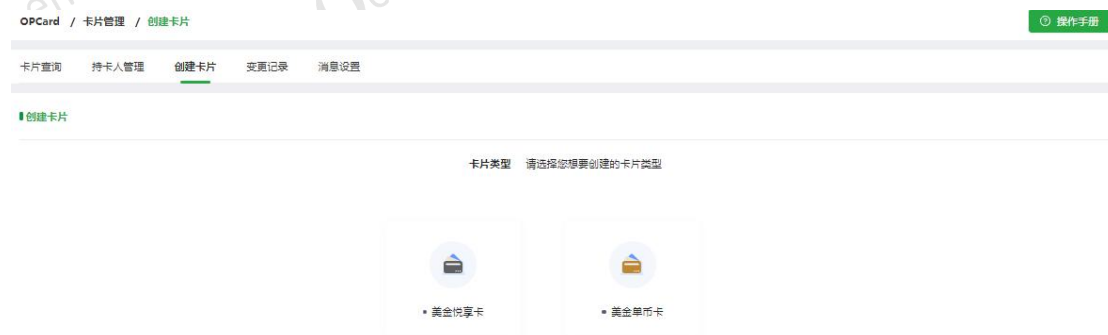 OPCard / 卡片管理 / 创建卡片
操作手册
卡片查询 持卡人管理 创建卡片 变更记录 消息设置
创建卡片
卡片类型 请选择您想要创建的卡片类型
美金悦享卡 美金单币卡